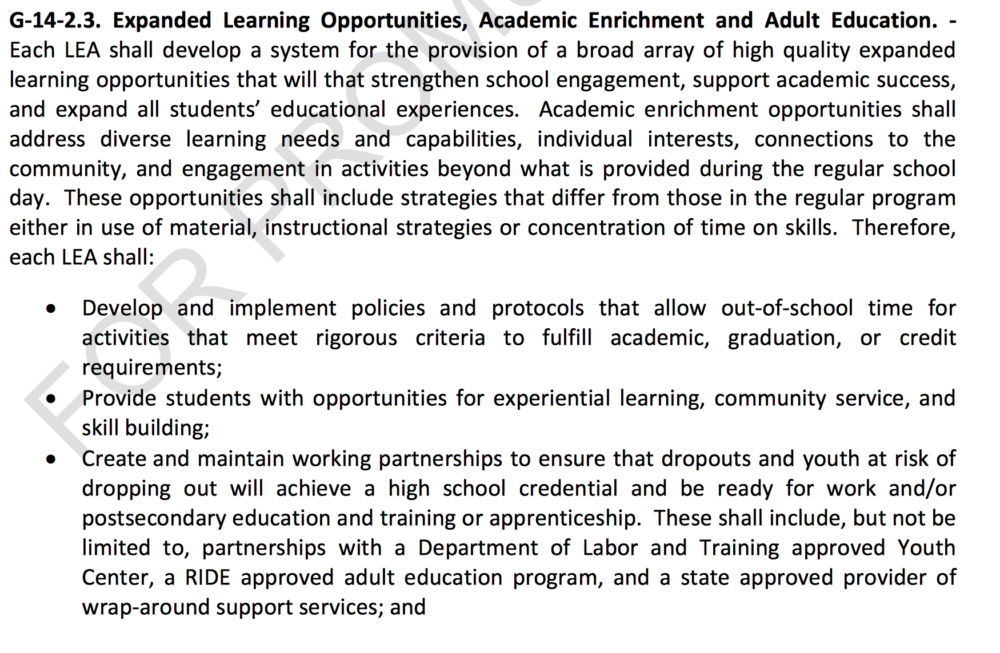 G-14-2.3. Expanded Learning Opportunities, Academic Enrichment and Adult Education. -
Each LEA shall develop a system for the provision of a broad array of high quality expanded
learning opportunities that will that strengthen school engagement, support academic success,
and expand all students’ educational experiences.  Academic enrichment opportunities shall
address diverse learning needs and capabilities, individual interests, connections to the
community, and engagement in activities beyond what is provided during the regular school
day.  These opportunities shall include strategies that differ from those in the regular program
either in use of material, instructional strategies or concentration of time on skills.  Therefore,
each LEA shall:
• Develop and implement policies and protocols that allow out-of-school time for
activities that meet rigorous criteria to fulfill academic, graduation, or credit
requirements;
• Provide students with opportunities for experiential learning, community service, and
skill building;
• Create and maintain working partnerships to ensure that dropouts and youth at risk of
dropping out will achieve a high school credential and be ready for work and/or
postsecondary education and training or apprenticeship.  These shall include, but not be
limited to, partnerships with a Department of Labor and Training approved Youth
Center, a RIDE approved adult education program, and a state approved provider of
wrap-around support services; and
FOR PROM